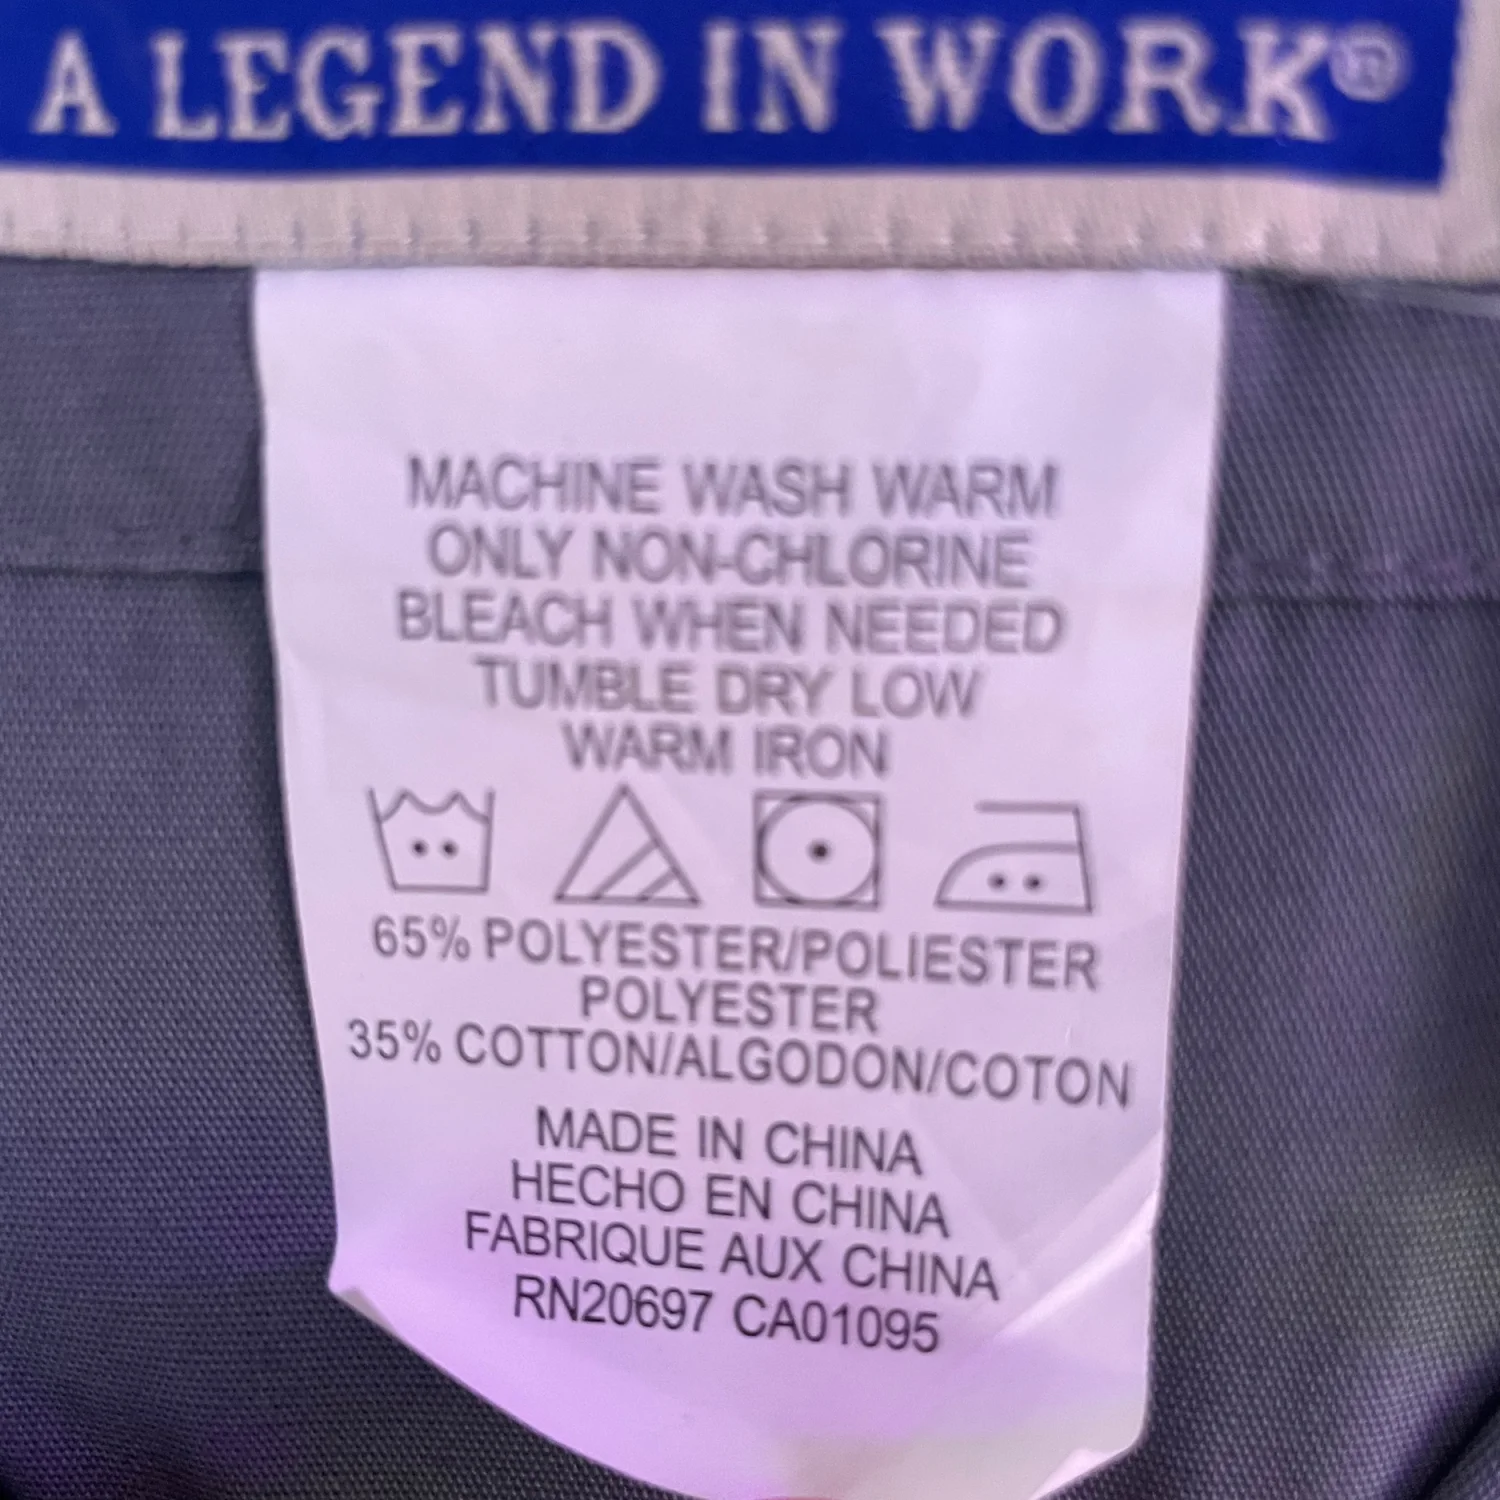 A LEGEND IN WORK®
MACHINE WASH WARM
ONLY NON-CHLORINE
BLEACH WHEN NEEDED
TUMBLE DRY LOW
WARM IRON
65% POLYESTER/POLIESTER
POLYESTER
35% COTTON/ALGODON/COTON
MADE IN CHINA
HECHO EN CHINA
FABRIQUE AUX CHINA
RN20697 CA01095